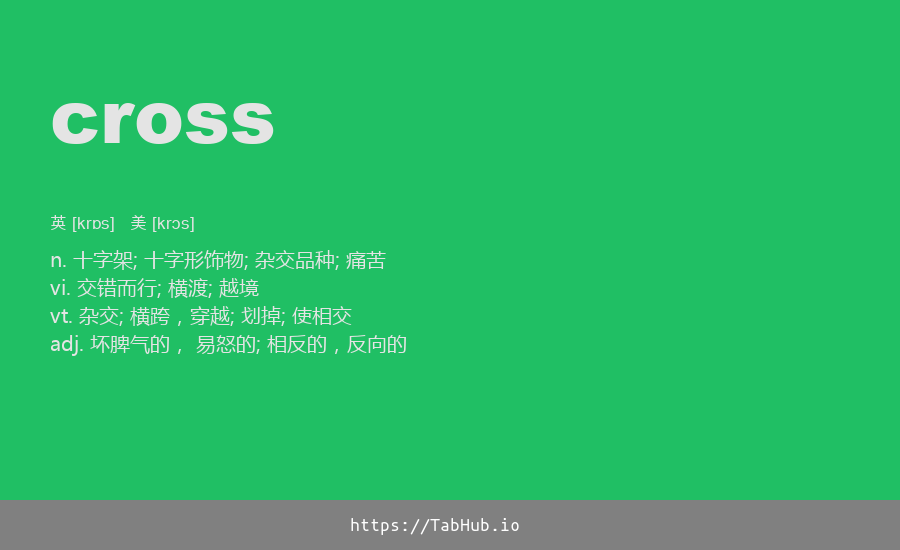 cross
英 [krɒs] 美 [krɔs]
n. 十字架; 十字形饰物; 杂交品种; 痛苦
vi. 交错而行; 横渡; 越境
vt. 杂交; 横跨，穿越; 划掉; 使相交
adj. 坏脾气的， 易怒的; 相反的，反向的
https://TabHub.io